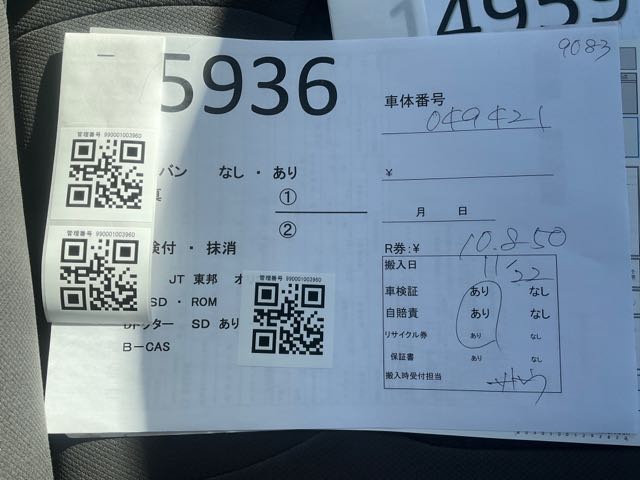 1495
9083
5936
車体番号
049421
管理番号 990001003960
バン なし ・ あり
¥
①
月 日
②
管理番号 990001003960
検付 ・ 抹消
R券:¥ 10.850
搬入日 11/22
JT 東邦 オ
管理番号 990001003960
車検証 あり なし
SD ・ ROM
自賠責 あり なし
SD あり
リサイクル券 あり なし
B-CAS
保証書 あり なし
搬入時受付担当